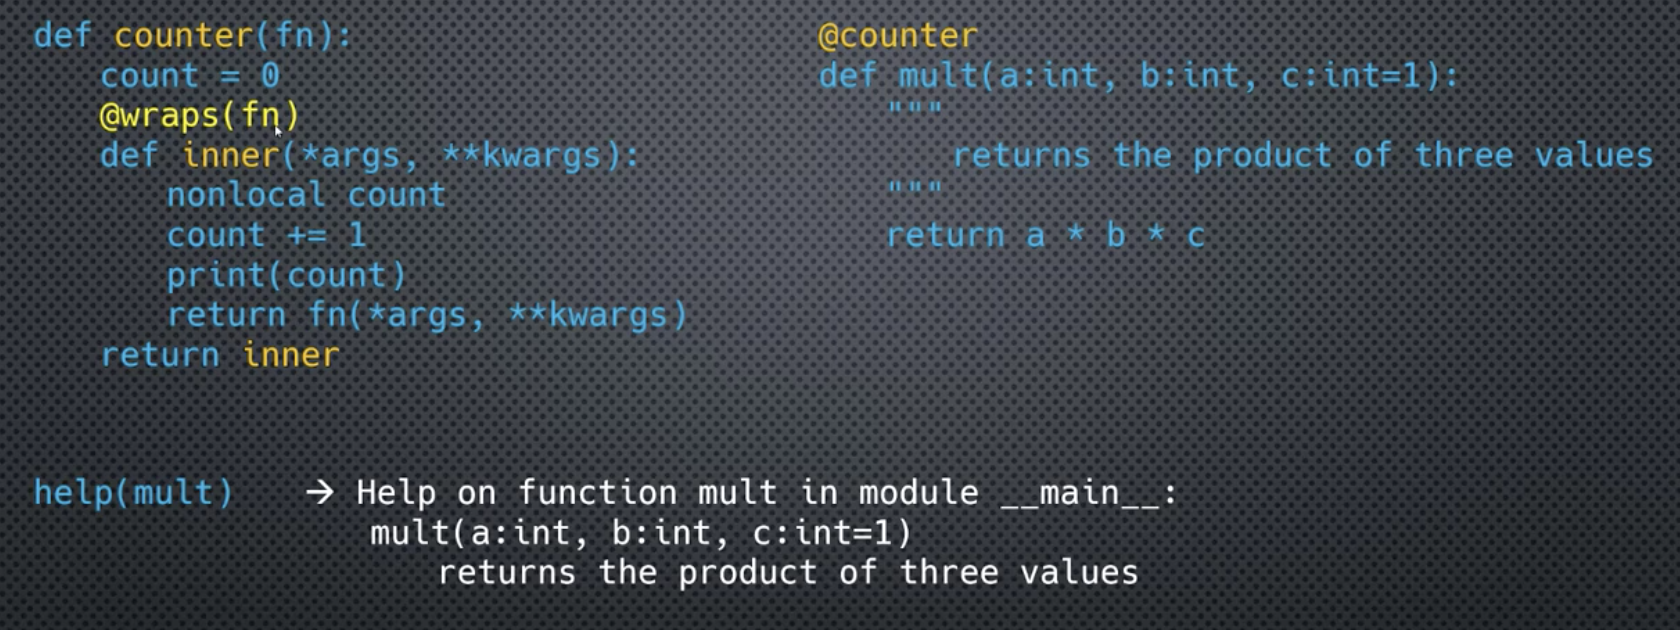 def counter(fn):
count = 0
@wraps(fn)
def inner(*args, **kwargs):
nonlocal count
count += 1
print(count)
return fn(*args, **kwargs)
return inner
@counter
def mult(a:int, b:int, c:int=1):
"""
returns the product of three values
"""
return a * b * c
help(mult) → Help on function mult in module __main__:
mult(a:int, b:int, c:int=1)
returns the product of three values